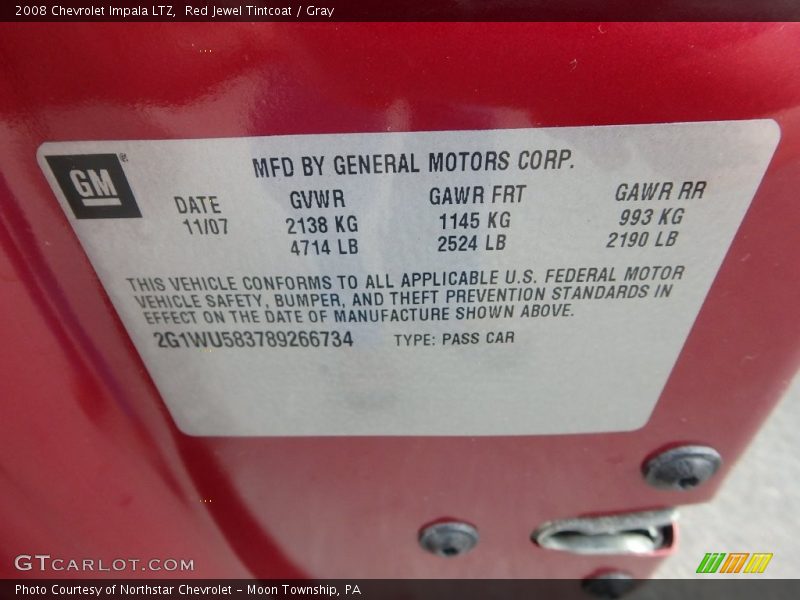 2008 Chevrolet Impala LTZ, Red Jewel Tintcoat / Gray
GM
MFD BY GENERAL MOTORS CORP.
DATE GVWR GAWR FRT GAWR RR
11/07 2138 KG 1145 KG 993 KG
4714 LB 2524 LB 2190 LB
THIS VEHICLE CONFORMS TO ALL APPLICABLE U.S. FEDERAL MOTOR
VEHICLE SAFETY, BUMPER, AND THEFT PREVENTION STANDARDS IN
EFFECT ON THE DATE OF MANUFACTURE SHOWN ABOVE.
2G1WU583789266734 TYPE: PASS CAR
GTCARLOT.COM
Photo Courtesy of Northstar Chevrolet - Moon Township, PA